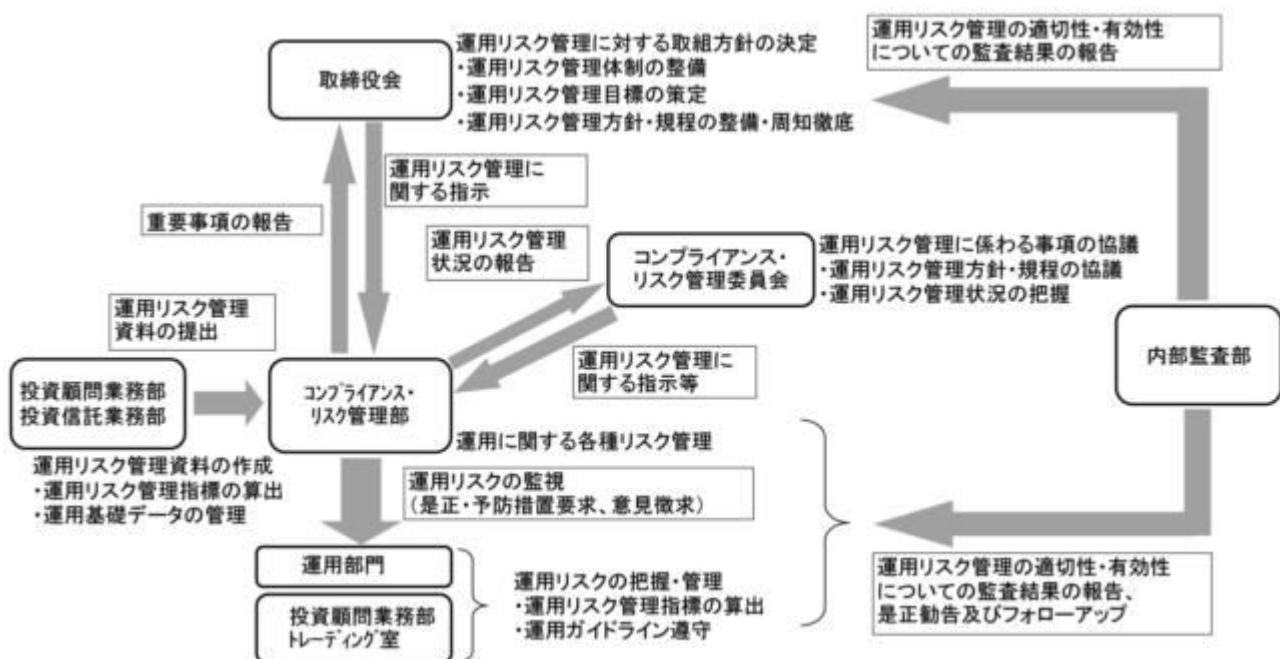 取締役会
運用リスク管理に対する取組方針の決定
・運用リスク管理体制の整備
・運用リスク管理目標の策定
・運用リスク管理方針・規程の整備・周知徹底
運用リスク管理の適切性・有効性
についての監査結果の報告
運用リスク管理に
関する指示
重要事項の報告
運用リスク管理
状況の報告
コンプライアンス・
リスク管理委員会
運用リスク管理に係わる事項の協議
・運用リスク管理方針・規程の協議
・運用リスク管理状況の把握
運用リスク管理
資料の提出
運用リスク管理に
関する指示等
内部監査部
投資顧問業務部
投資信託業務部
コンプライアンス・
リスク管理部
運用に関する各種リスク管理
運用リスク管理資料の作成
・運用リスク管理指標の算出
・運用基礎データの管理
運用リスクの監視
（是正・予防措置要求、意見徴求）
運用部門
投資顧問業務部
トレーディング室
運用リスクの把握・管理
・運用リスク管理指標の算出
・運用ガイドライン遵守
運用リスク管理の適切性・有効性
についての監査結果の報告、
是正勧告及びフォローアップ